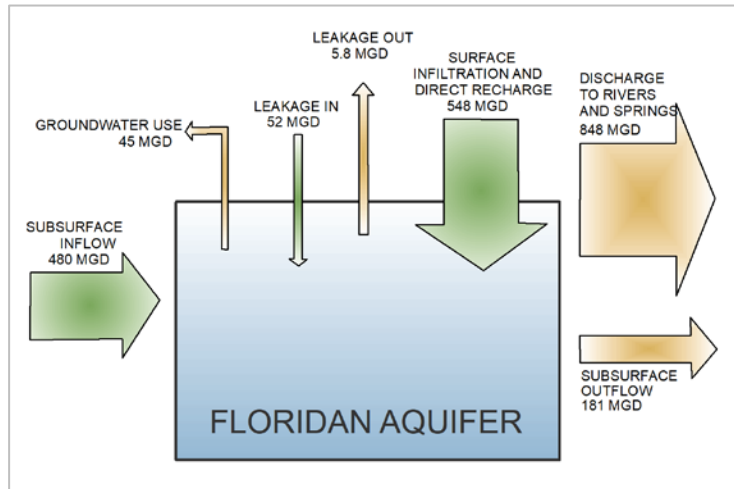 LEAKAGE OUT
5.8 MGD
SURFACE
INFILTRATION AND
DIRECT RECHARGE
548 MGD
DISCHARGE
TO RIVERS
AND SPRINGS
848 MGD
LEAKAGE IN
52 MGD
GROUNDWATER USE
45 MGD
SUBSURFACE
INFLOW
480 MGD
SUBSURFACE
OUTFLOW
181 MGD
FLORIDAN AQUIFER